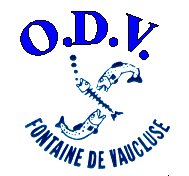 O.D.V.
FONTAINE DE VAUCLUSE